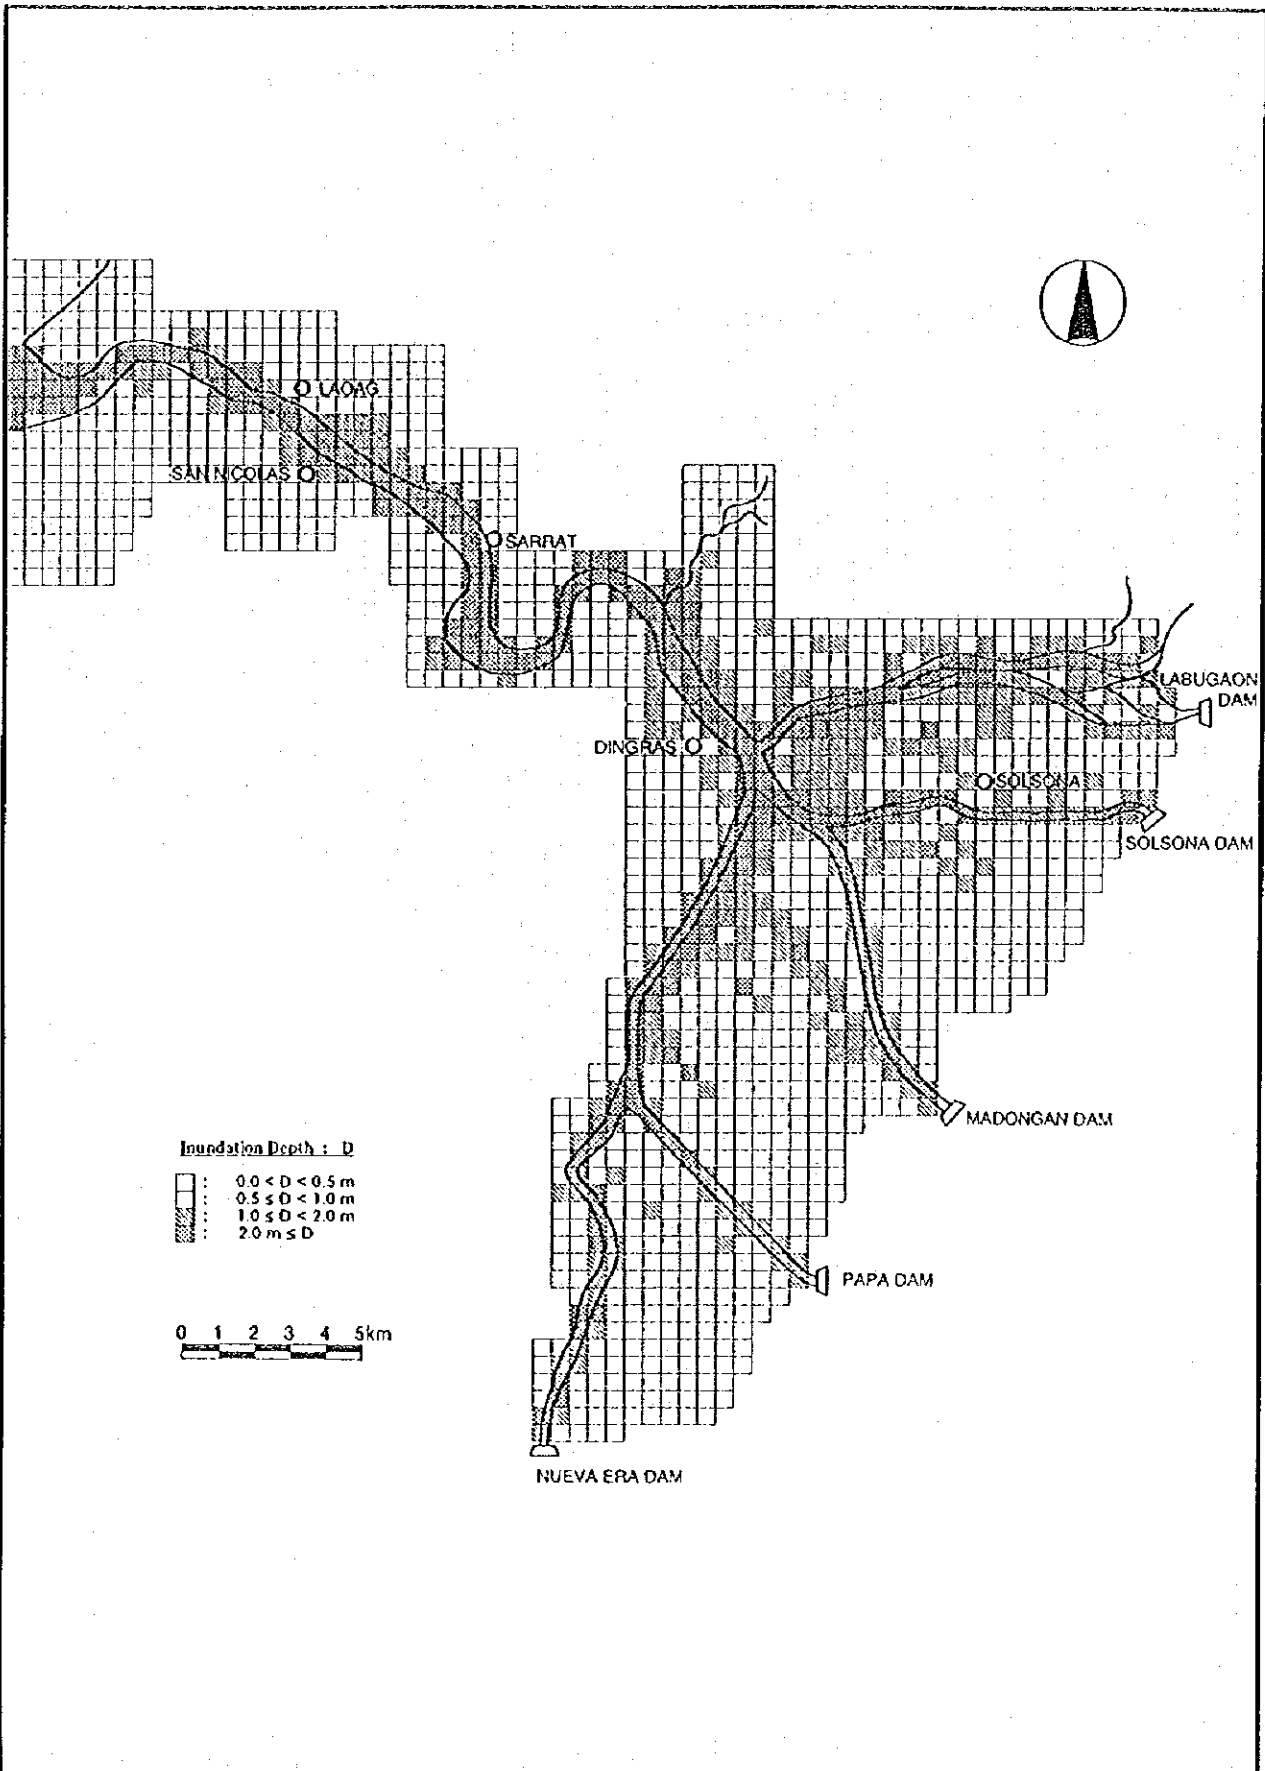 LAOAG
SAN NICOLAS
SARRAT
LABUGAON
DAM
DINGRAS
SOLSONA
SOLSONA DAM
MADONGAN DAM
Inundation Depth : D
: 0.0 < D < 0.5 m
: 0.5 ≤ D < 1.0 m
: 1.0 ≤ D < 2.0 m
: 2.0 m ≤ D
PAPA DAM
0 1 2 3 4 5km
NUEVA ERA DAM